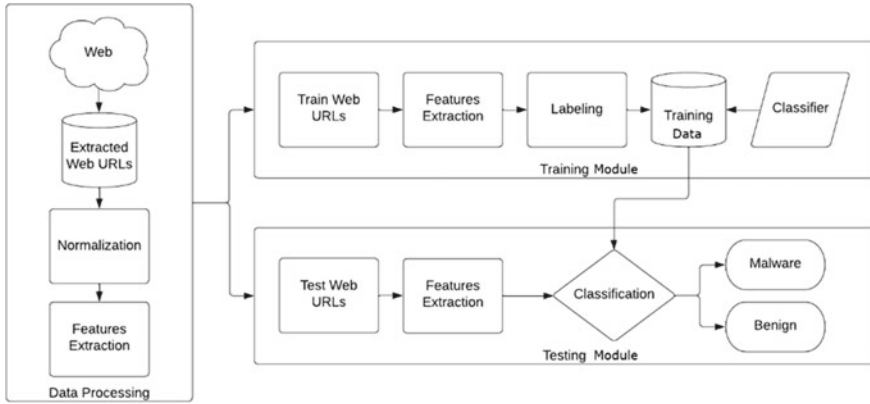 Web
Extracted
Web URLs
Normalization
Features
Extraction
Data Processing
Train Web
URLs
Features
Extraction
Labeling
Training
Data
Classifier
Training Module
Test Web
URLs
Features
Extraction
Classification
Malware
Benign
Testing Module